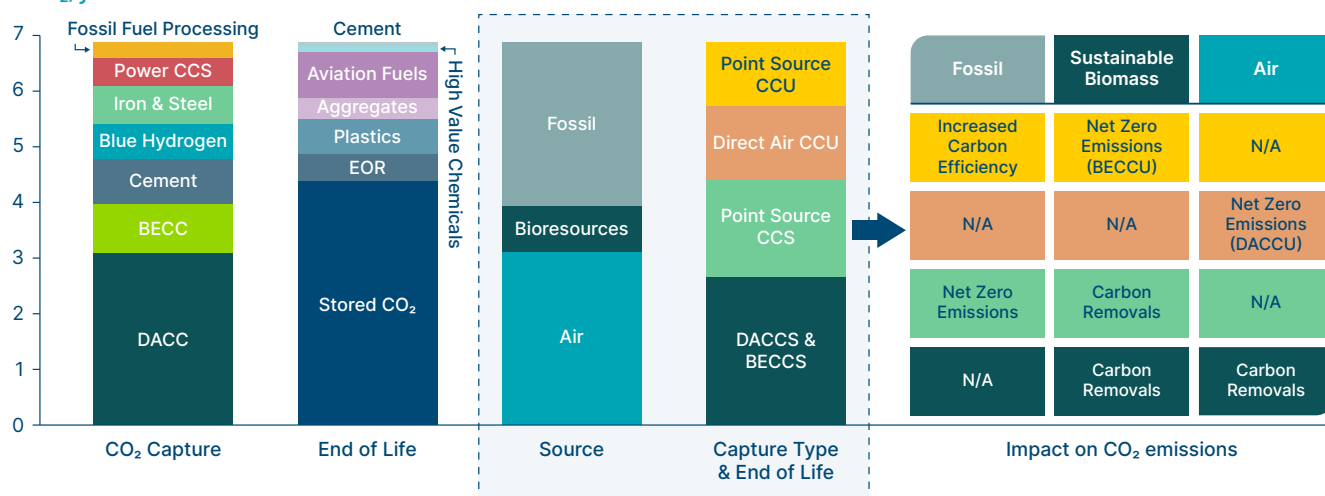 7
6
5
4
3
2
1
0
Fossil Fuel Processing
Power CCS
Iron & Steel
Blue Hydrogen
Cement
BECC
DACC
CO₂ Capture
Cement
High Value Chemicals
Aviation Fuels
Aggregates
Plastics
EOR
Stored CO₂
End of Life
Fossil
Bioresources
Air
Source
Point Source
CCU
Direct Air CCU
Point Source
CCS
DACCS &
BECCS
Capture Type
& End of Life
Fossil
Sustainable
Biomass
Air
Increased
Carbon
Efficiency
Net Zero
Emissions
(BECCU)
N/A
N/A
N/A
Net Zero
Emissions
(DACCU)
Net Zero
Emissions
Carbon
Removals
N/A
N/A
Carbon
Removals
Carbon
Removals
Impact on CO₂ emissions